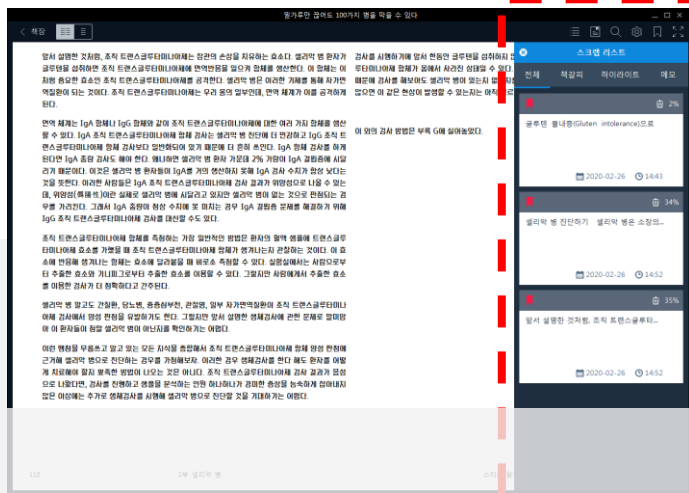 밀가루만 끊어도 100가지 병을 막을 수 있다
책장
앞서 설명한 것처럼, 조직 트랜스글루타미나아제는 장관의 손상을 치유하는 효소다. 셀리악 병 환자가
글루텐을 섭취하면 조직 트랜스글루타미나아제에 면역반응을 일으켜 항체를 생산한다. 이 항체는 이
처럼 중요한 효소인 조직 트랜스글루타미나아제를 공격한다. 셀리악 병은 이러한 기제를 통해 자가면
역질환이 되는 것이다. 조직 트랜스글루타미나아제는 우리 몸의 일부인데, 면역 체계가 이를 공격하게
된다.
면역 체계는 IgA 항체나 IgG 항체와 같이 조직 트랜스글루타미나아제에 대한 여러 가지 항체를 생산
할 수 있다. IgA 조직 트랜스글루타미나아제 항체 검사는 셀리악 병 진단에 더 민감하고 IgG 조직 트
랜스글루타미나아제 항체 검사보다 일반화되어 있기 때문에 더 흔히 쓰인다. IgA 항체 검사를 하게
된다면 IgA 총량 검사도 해야 한다. 왜냐하면 셀리악 병 환자 가운데 2% 가량이 IgA 결핍증에 시달
리기 때문이다. 이것은 셀리악 병 환자들이 IgA를 거의 생산하지 못해 IgA 검사 수치가 항상 낮다는
것을 뜻한다. 이러한 사람들은 IgA 조직 트랜스글루타미나아제 검사 결과가 위양성으로 나올 수 있는
데, 위양성(僞陽性)이란 실제로 셀리악 병에 시달리고 있지만 셀리악 병이 없는 것으로 판정되는 경
우를 가리킨다. 그래서 IgA 총량이 정상 수치에 못 미치는 경우 IgA 결핍증 문제를 해결하기 위해
IgG 조직 트랜스글루타미나아제 검사를 대신할 수도 있다.
조직 트랜스글루타미나아제 항체를 측정하는 가장 일반적인 방법은 환자의 혈액 샘플에 트랜스글루
타미나아제 효소를 가했을 때 조직 트랜스글루타미나아제 항체가 생겨나는지 관찰하는 것이다. 이 효
소에 반응해 생겨나는 항체는 효소에 달라붙을 때 비로소 측정할 수 있다. 실험실에서는 사람으로부
터 추출한 효소와 기니피그로부터 추출한 효소를 이용할 수 있다. 그렇지만 사람에게서 추출한 효소
를 이용한 검사가 더 정확하다고 간주된다.
셀리악 병 말고도 간질환, 당뇨병, 중증심부전, 관절염, 일부 자가면역질환이 조직 트랜스글루타미나
아제 검사에서 양성 판정을 유발하기도 한다. 그렇지만 앞서 설명한 생체검사에 관한 문제로 말미암
아 이 환자들이 정말 셀리악 병이 아닌지를 확인하기는 어렵다.
이런 맹점을 무릅쓰고 알고 있는 모든 지식을 종합해서 조직 트랜스글루타미나아제 항체 양성 판정에
근거해 셀리악 병으로 진단하는 경우를 가정해보자. 이러한 경우 생체검사를 한다 해도 환자를 어떻
게 치료해야 할지 뾰족한 방법이 나오는 것은 아니다. 조직 트랜스글루타미나아제 검사 결과가 음성
으로 나왔다면, 검사를 진행하고 샘플을 분석하는 인원 하나하나가 경미한 증상을 능숙하게 잡아내지
않은 이상에는 추가로 생체검사를 시행해 셀리악 병으로 진단할 것을 기대하기는 어렵다.
검사를 시행하기에 앞서 한동안 글루텐을 섭취하지
루타미나아제 항체가 몸에서 사라진 상태일 수 있다.
때문에 검사를 해보아도 셀리악 병이 있는지 없
않으면 이 같은 현상이 발생할 수 있는지는 아직
이 외의 검사 방법은 부록 G에 실어놓았다.
110
1부 셀리악 병
스크랩 리스트
전체 책갈피 하이라이트 메모
2%
글루텐 불내증(Gluten intolerance)으로
2020-02-26 14:43
34%
셀리악 병 진단하기 셀리악 병은 소장의...
2020-02-26 14:52
35%
앞서 설명한 것처럼, 조직 트랜스글루타...
2020-02-26 14:52